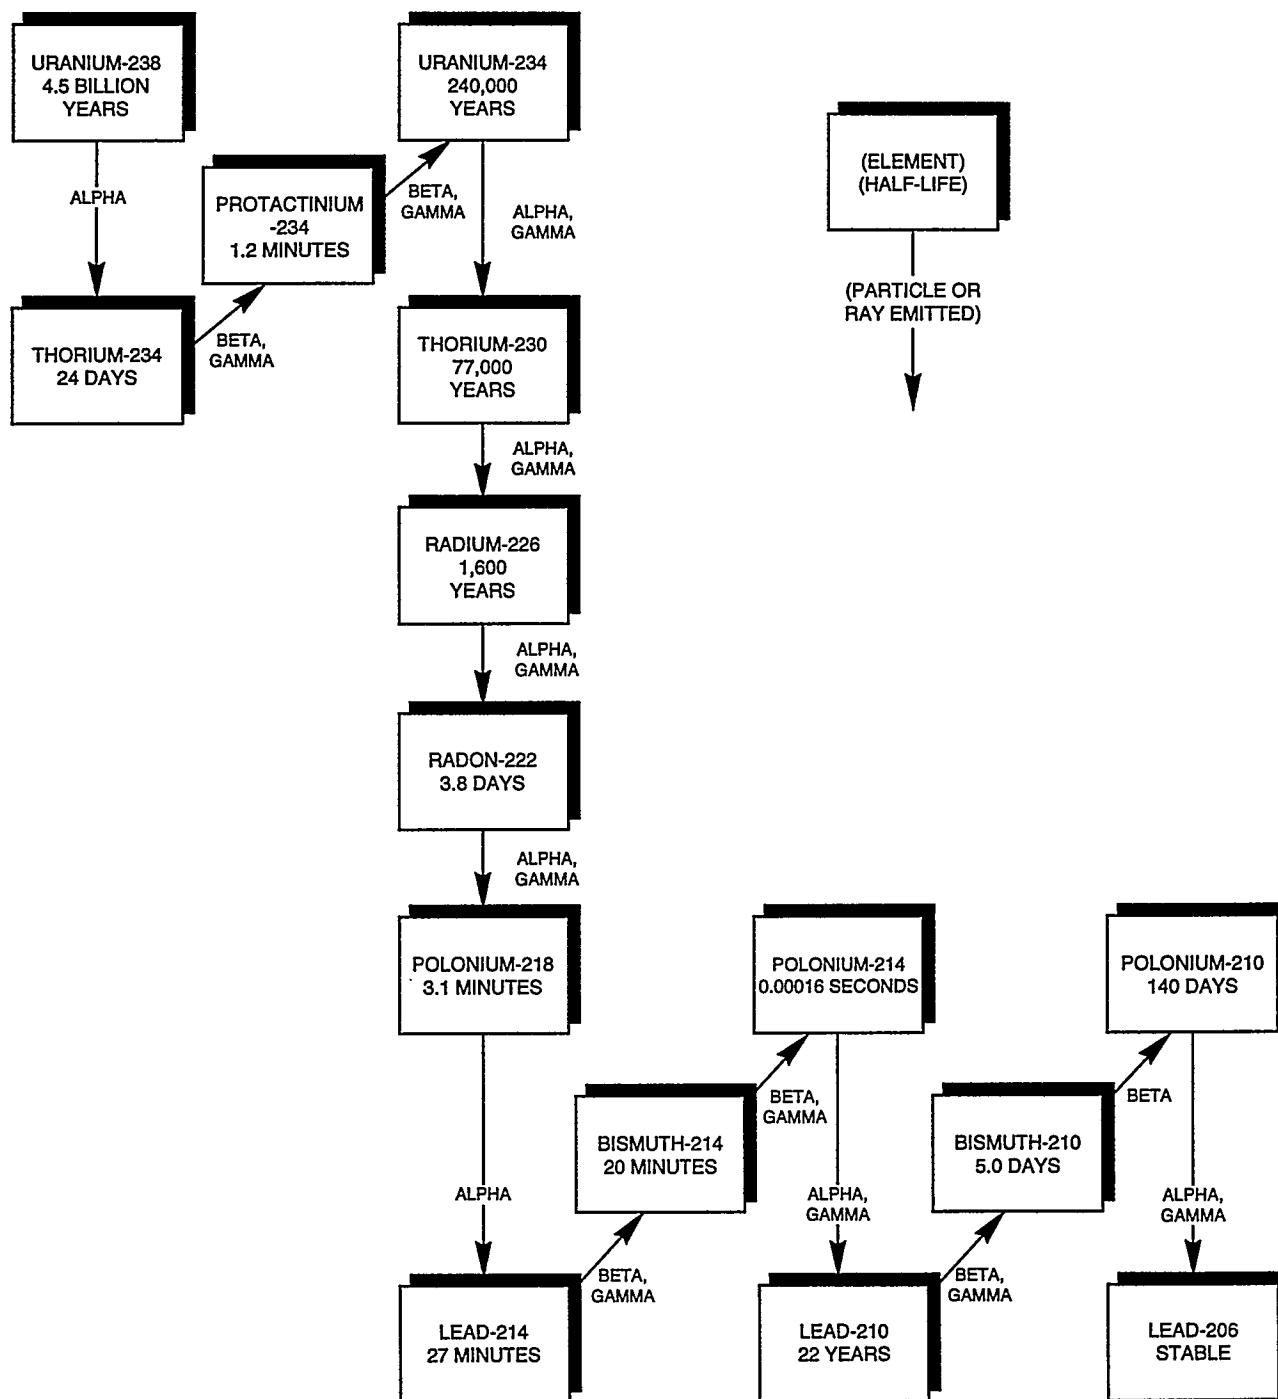 URANIUM-238
4.5 BILLION
YEARS
ALPHA
THORIUM-234
24 DAYS
BETA,
GAMMA
PROTACTINIUM
-234
1.2 MINUTES
BETA,
GAMMA
URANIUM-234
240,000
YEARS
ALPHA,
GAMMA
THORIUM-230
77,000
YEARS
ALPHA,
GAMMA
RADIUM-226
1,600
YEARS
ALPHA,
GAMMA
RADON-222
3.8 DAYS
ALPHA,
GAMMA
POLONIUM-218
3.1 MINUTES
ALPHA
LEAD-214
27 MINUTES
BETA,
GAMMA
BISMUTH-214
20 MINUTES
BETA,
GAMMA
POLONIUM-214
0.00016 SECONDS
ALPHA,
GAMMA
LEAD-210
22 YEARS
BETA,
GAMMA
BISMUTH-210
5.0 DAYS
BETA
POLONIUM-210
140 DAYS
ALPHA,
GAMMA
LEAD-206
STABLE
(ELEMENT)
(HALF-LIFE)
(PARTICLE OR
RAY EMITTED)